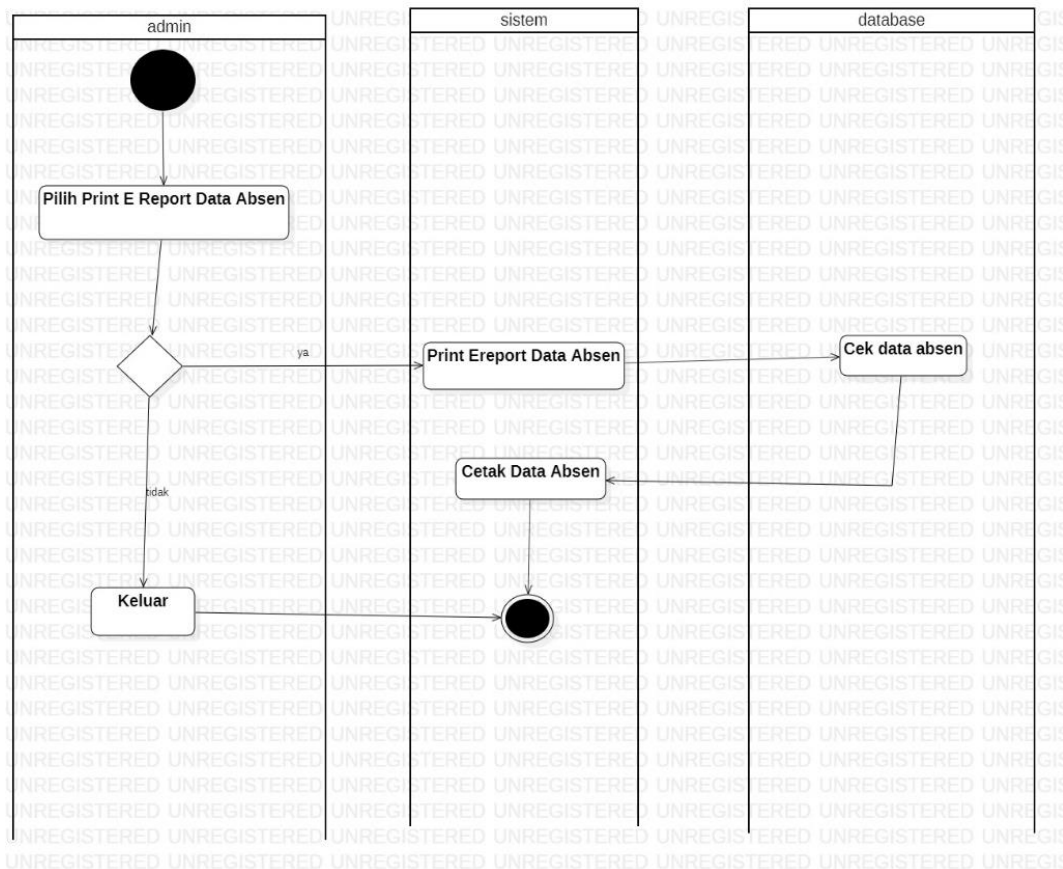 admin
sistem
database
Pilih Print E Report Data Absen
ya
Print Ereport Data Absen
Cek data absen
Cetak Data Absen
tidak
Keluar
UNREGISTERED